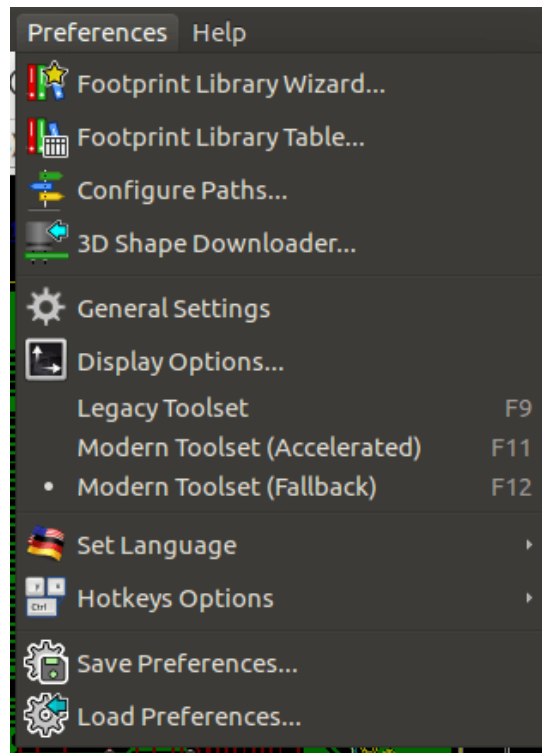 Preferences Help
Footprint Library Wizard...
Footprint Library Table...
Configure Paths...
3D Shape Downloader...
General Settings
Display Options...
Legacy Toolset F9
Modern Toolset (Accelerated) F11
• Modern Toolset (Fallback) F12
Set Language
Hotkeys Options
Save Preferences...
Load Preferences...